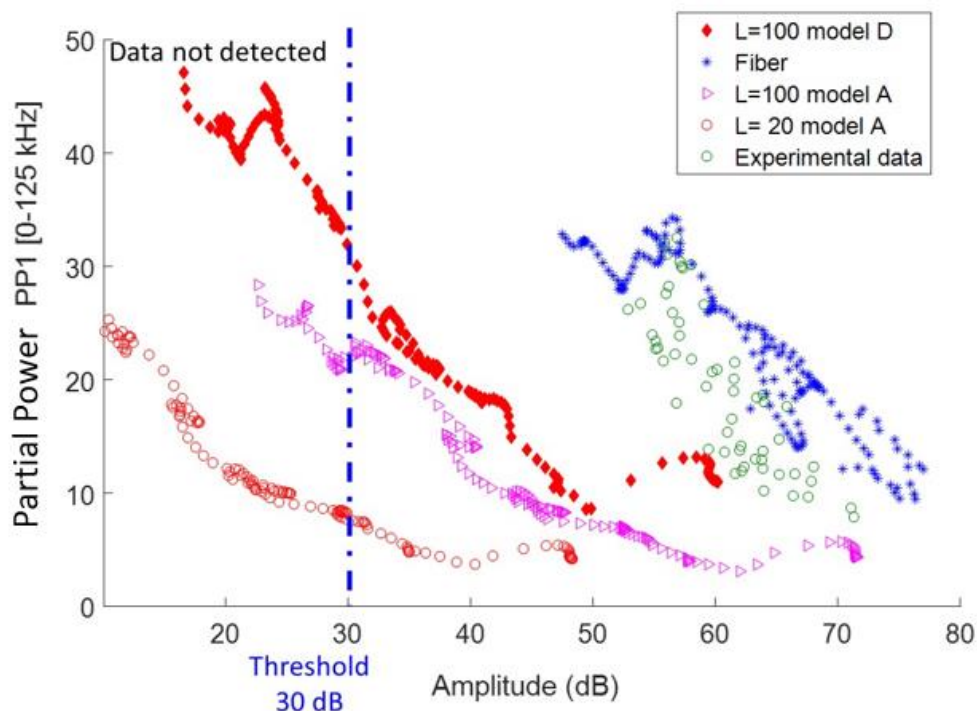 50
40
30
20
10
0
Partial Power PP1 [0-125 kHz]
Data not detected
L=100 model D
Fiber
L=100 model A
L= 20 model A
Experimental data
20 30 40 50 60 70 80
Threshold
30 dB
Amplitude (dB)